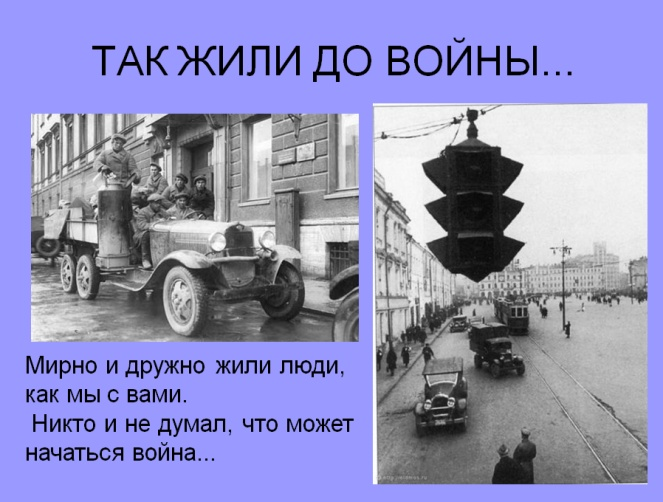 ТАК ЖИЛИ ДО ВОЙНЫ...
Мирно и дружно жили люди,
как мы с вами.
Никто и не думал, что может
начаться война...